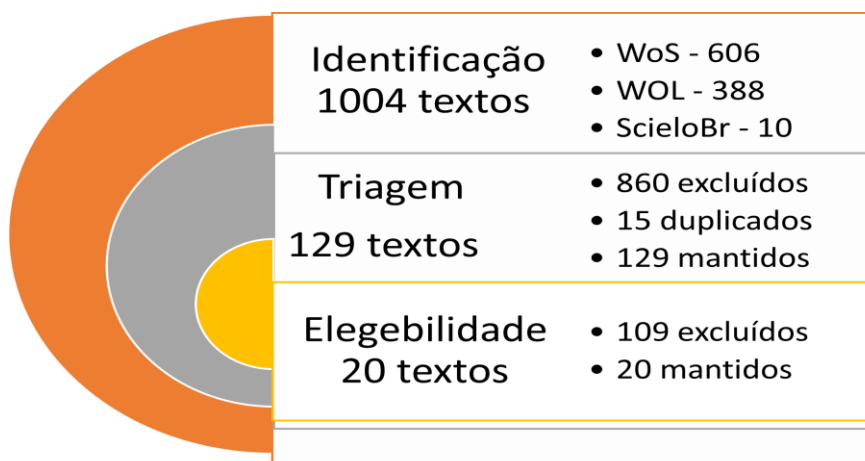 Identificação
1004 textos
• WoS - 606
• WOL - 388
• ScieloBr - 10
Triagem
129 textos
• 860 excluídos
• 15 duplicados
• 129 mantidos
Elegebilidade
20 textos
• 109 excluídos
• 20 mantidos